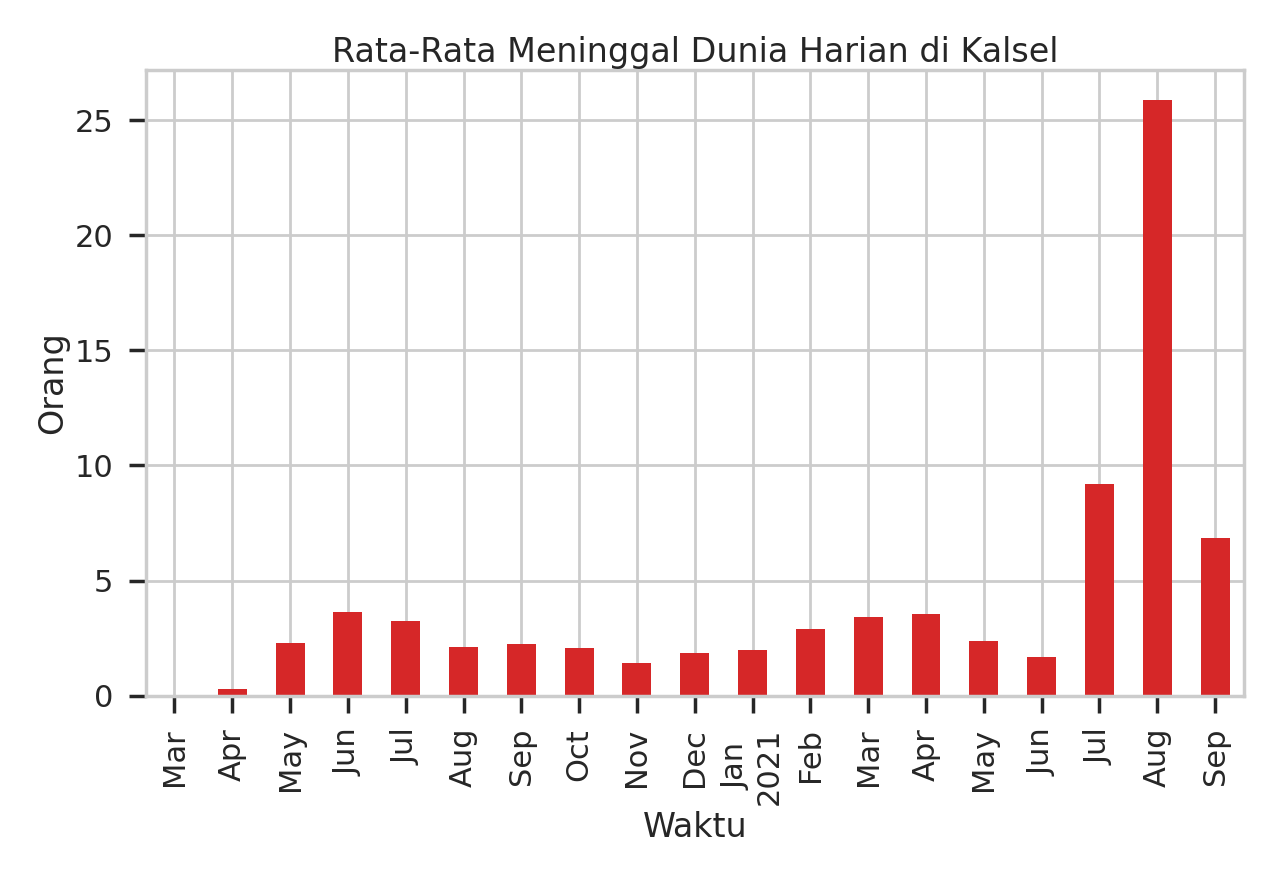 Rata-Rata Meninggal Dunia Harian di Kalsel
25
20
15
10
5
0
Orang
Mar
Apr
May
Jun
Jul
Aug
Sep
Oct
Nov
Dec
Jan
2021
Feb
Mar
Apr
May
Jun
Jul
Aug
Sep
Waktu